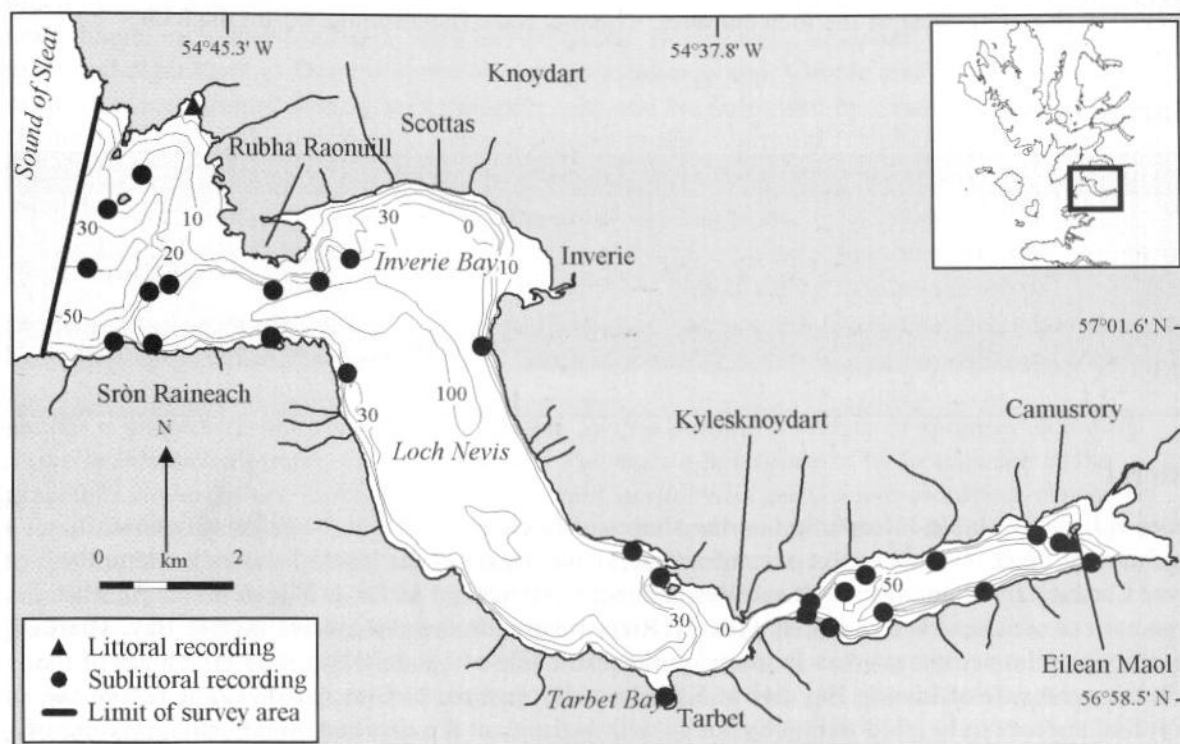 54°45.3' W
54°37.8' W
Sound of Sleat
Knoydart
Scottas
Rubha Raonuill
30
10
30
0
20
Inverie Bay
10
Inverie
50
57°01.6' N
Sròn Raineach
100
30
Camusrory
Kylesknoydart
Loch Nevis
N
0 2
km
50
30
0
Eilean Maol
Tarbet Bay
Tarbet
56°58.5' N
Littoral recording
Sublittoral recording
Limit of survey area